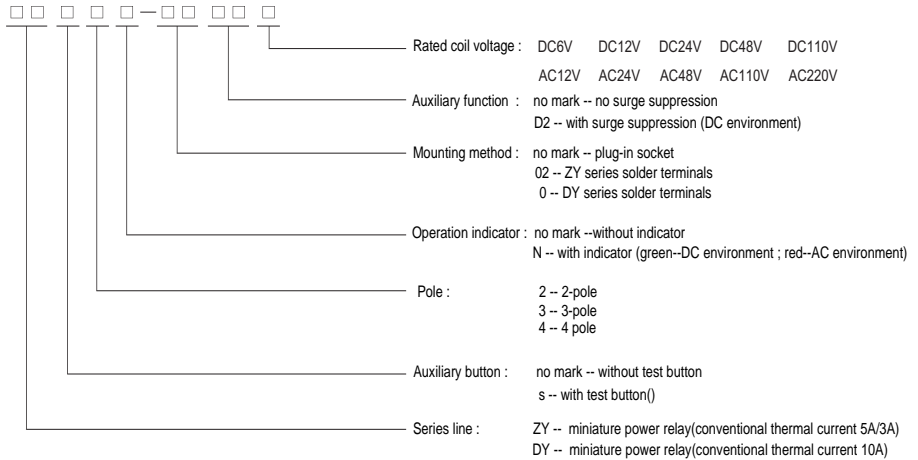 □□ □ □ □ — □□ □□ □
Rated coil voltage : DC6V DC12V DC24V DC48V DC110V
AC12V AC24V AC48V AC110V AC220V
Auxiliary function : no mark -- no surge suppression
D2 -- with surge suppression (DC environment)
Mounting method : no mark -- plug-in socket
02 -- ZY series solder terminals
0 -- DY series solder terminals
Operation indicator : no mark --without indicator
N -- with indicator (green--DC environment ; red--AC environment)
Pole : 2 -- 2-pole
3 -- 3-pole
4 -- 4 pole
Auxiliary button : no mark -- without test button
s -- with test button()
Series line : ZY -- miniature power relay(conventional thermal current 5A/3A)
DY -- miniature power relay(conventional thermal current 10A)